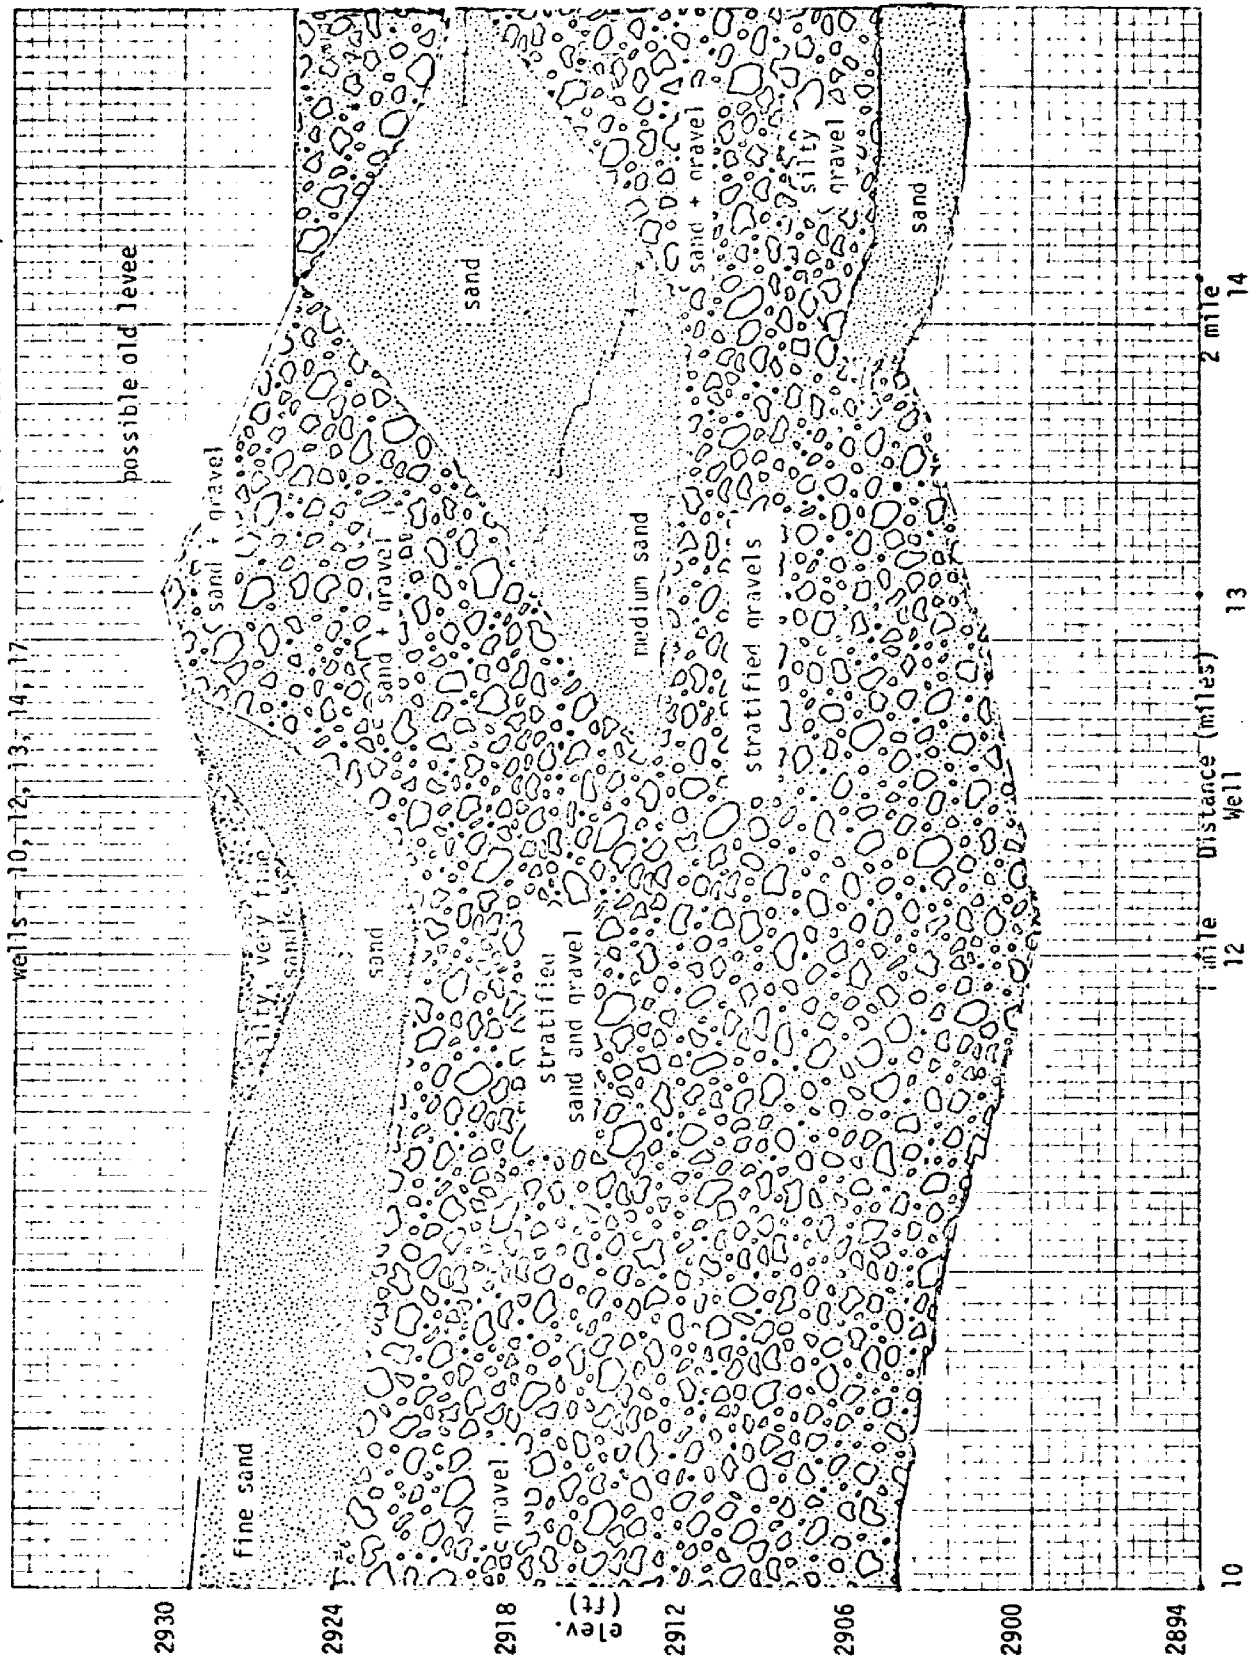 wells - 10, 12, 13, 14, 17
possible old levee
sand + gravel
fine sand
silty, very fine
sand
sand
sand + gravel
sand
gravel
stratified
sand and gravel
medium sand
stratified gravels
sand + gravel
silty
gravel
sand
elev.
(ft)
2930
2924
2918
2912
2906
2900
2894
1 mile
Distance (miles)
2 mile
10
12
Well
13
14